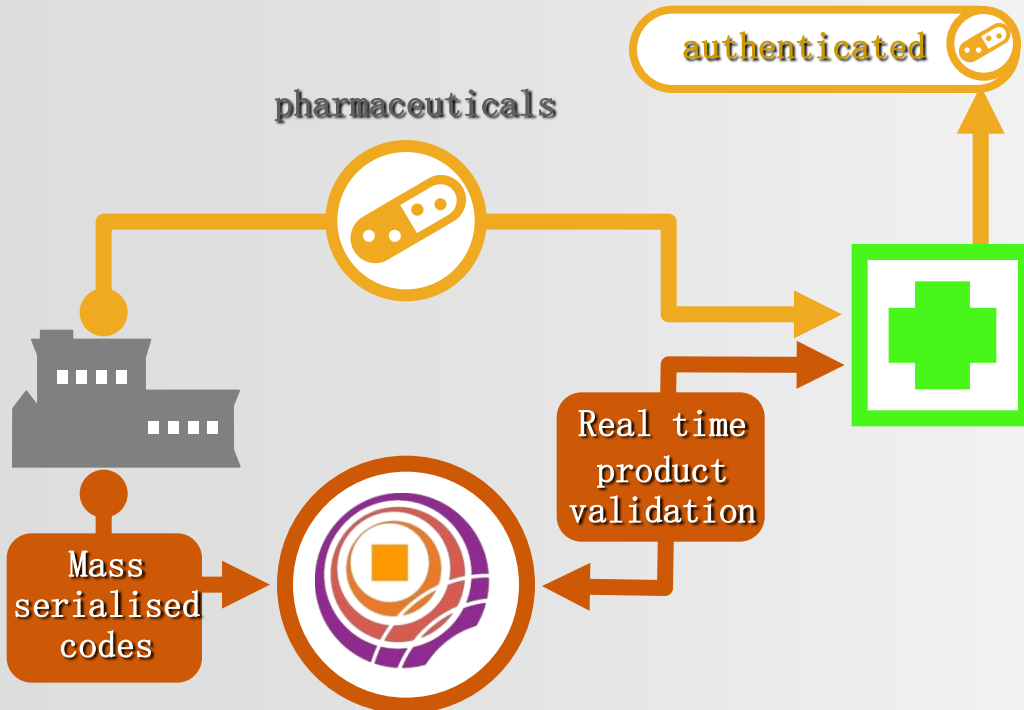 authenticated
pharmaceuticals
Real time
product
validation
Mass
serialised
codes